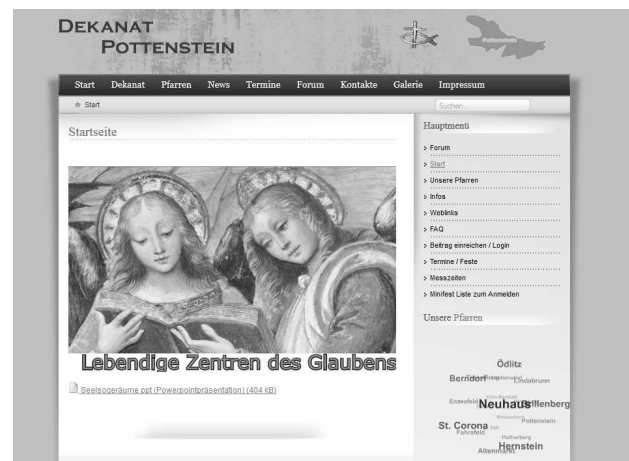 DEKANAT
POTTENSTEIN
Start Dekanat Pfarren News Termine Forum Kontakte Galerie Impressum
Start
Suchen...
Startseite
Lebendige Zentren des Glaubens
Seelsogeräume ppt (Powerpointpräsentation) (404 kB)
Hauptmenü
Forum
Start
Unsere Pfarren
Infos
Weblinks
FAQ
Beitrag einreichen / Login
Termine / Feste
Messzeiten
Minifest Liste zum Anmelden
Unsere Pfarren
Ödlitz
Berndorf
Lindabrunn
Enzesfeld
Neuhaus
Pottenstein
St. Corona
Fahrafeld
Hafnerberg
Hernstein
Altenmarkt